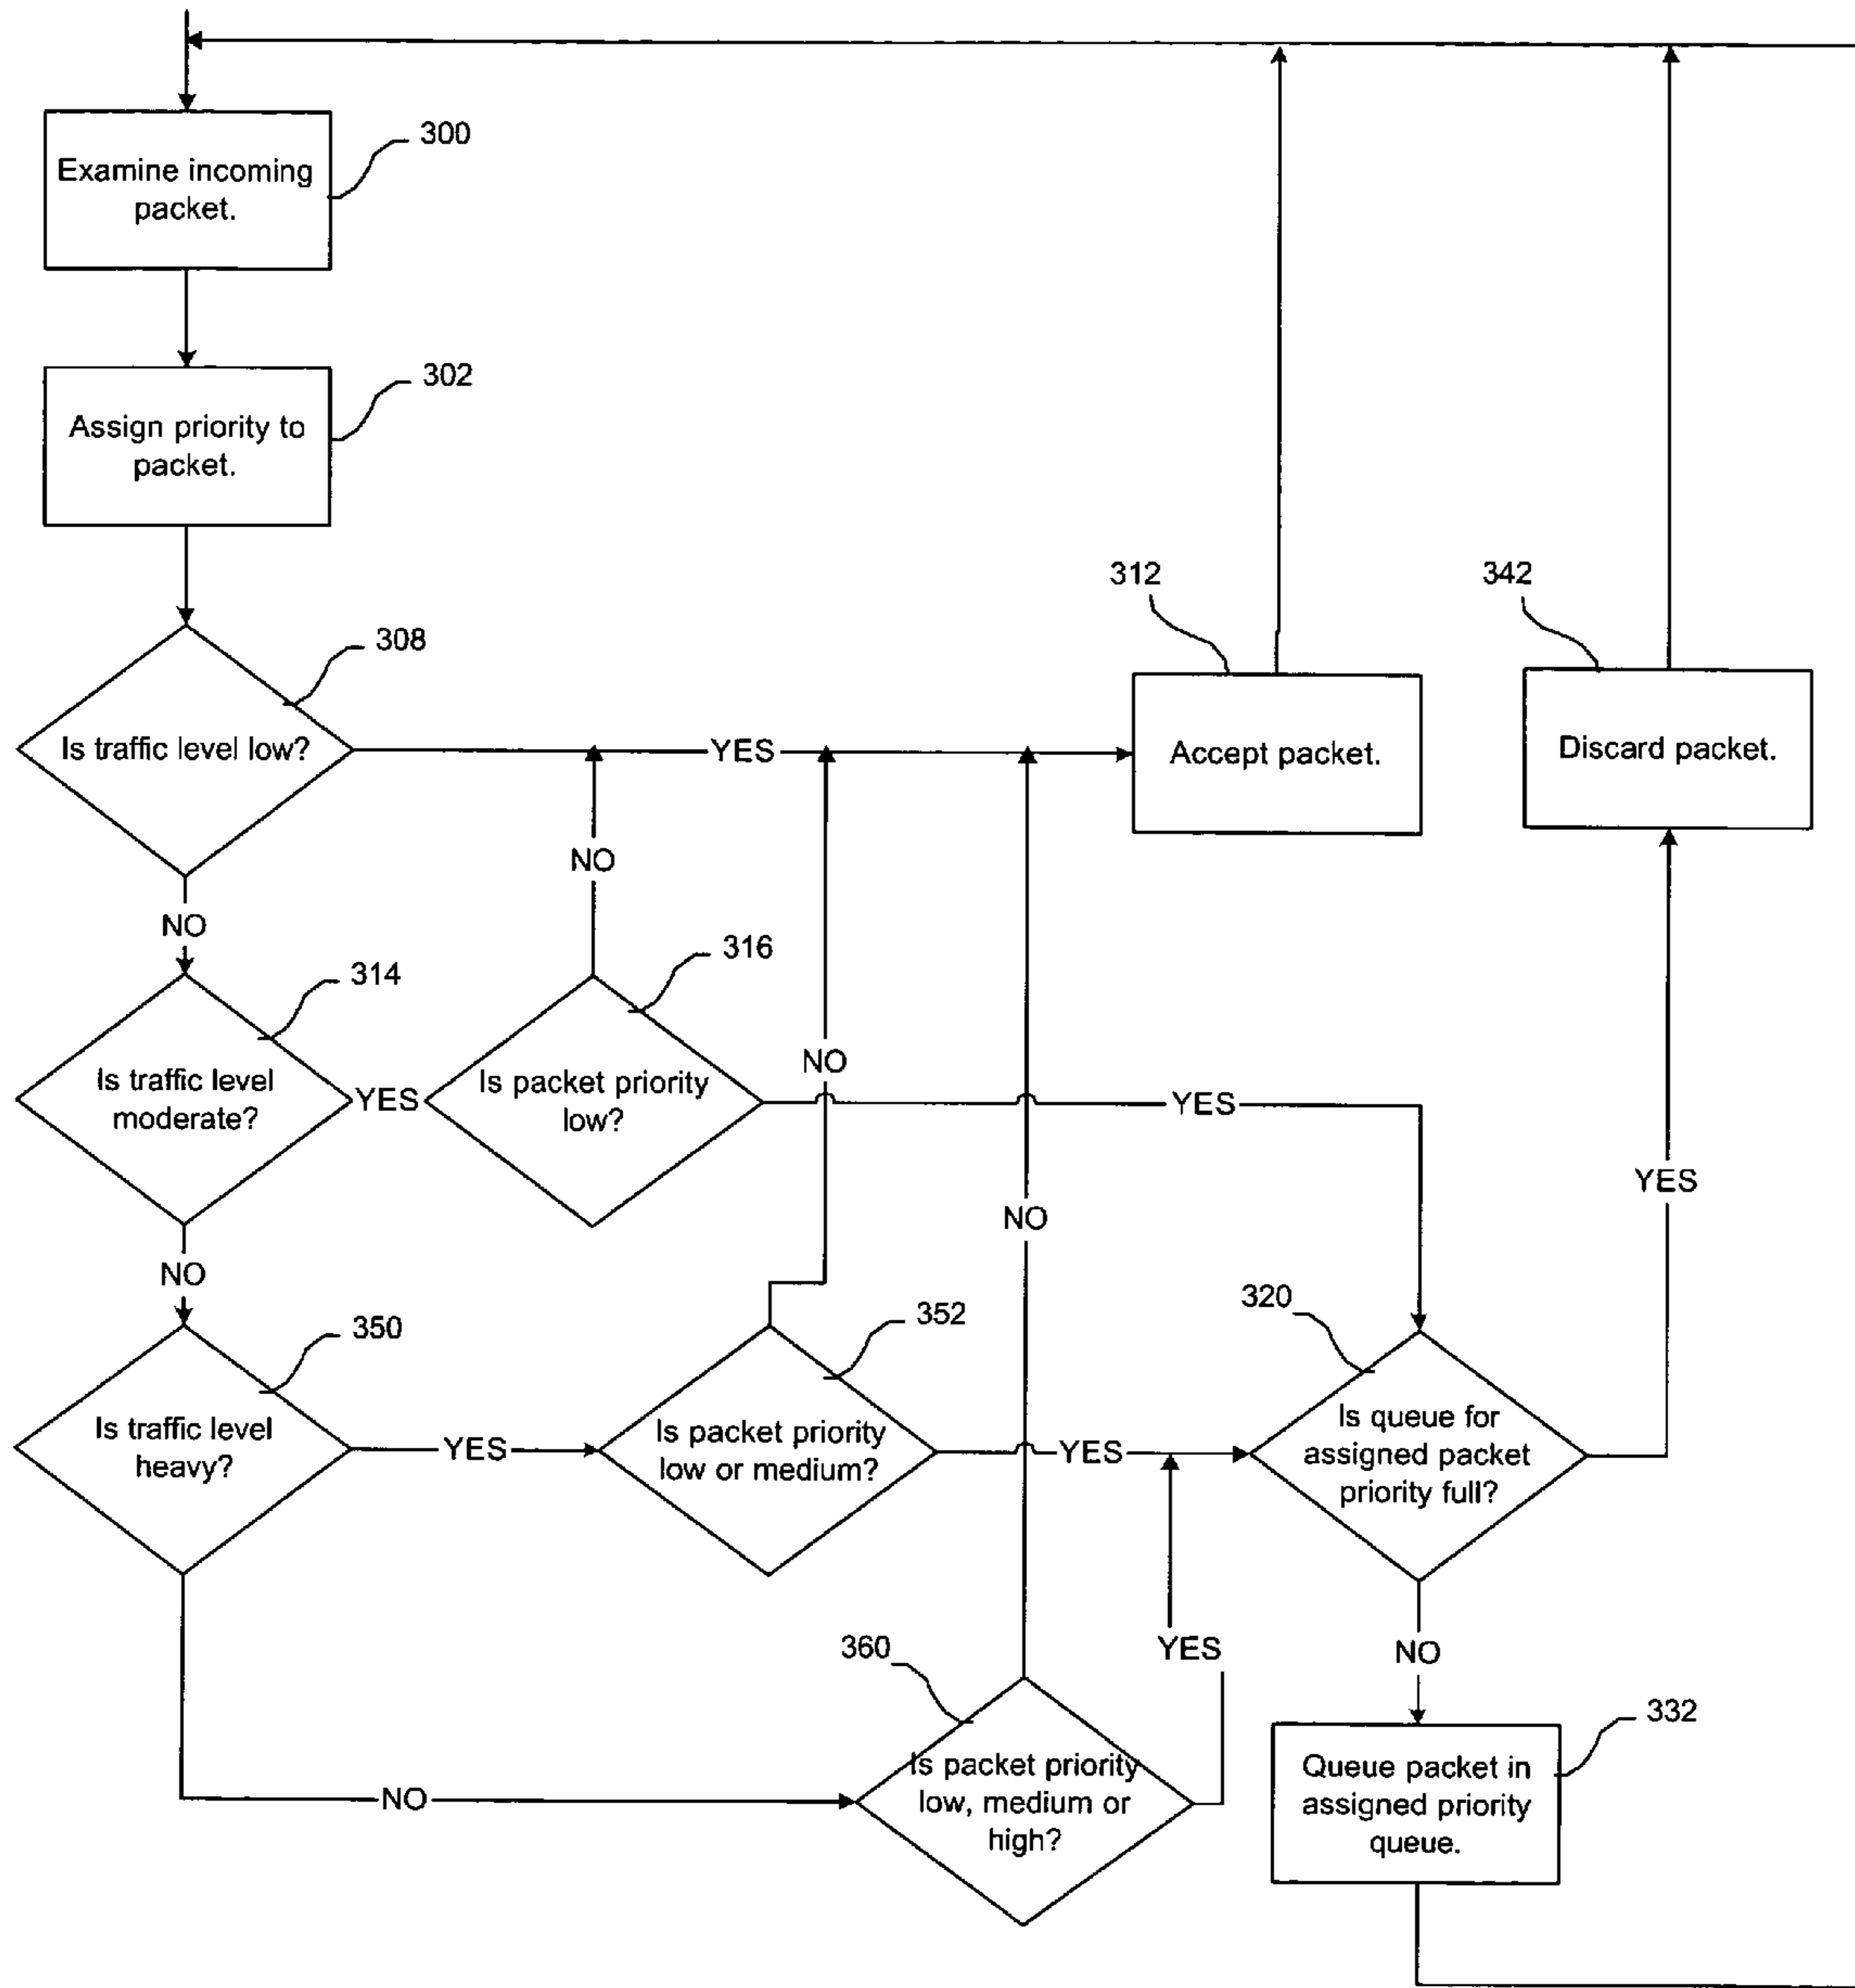 300
Examine incoming
packet.
302
Assign priority to
packet.
308
Is traffic level low?
YES
312
Accept packet.
342
Discard packet.
NO
NO
314
Is traffic level
moderate?
YES
316
Is packet priority
low?
NO
YES
YES
NO
NO
350
Is traffic level
heavy?
YES
352
Is packet priority
low or medium?
YES
320
Is queue for
assigned packet
priority full?
YES
NO
360
Is packet priority
low, medium or
high?
NO
332
Queue packet in
assigned priority
queue.